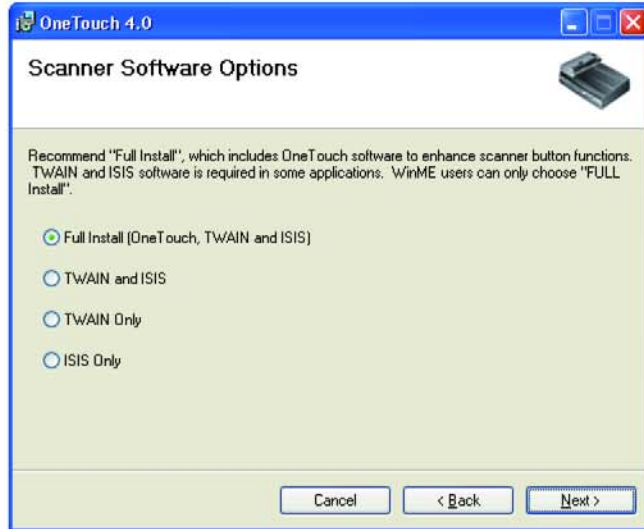 OneTouch 4.0
Scanner Software Options
Recommend "Full Install", which includes OneTouch software to enhance scanner button functions.
TWAIN and ISIS software is required in some applications. WinME users can only choose "FULL
Install".
Full Install (OneTouch, TWAIN and ISIS)
TWAIN and ISIS
TWAIN Only
ISIS Only
Cancel
< Back
Next >